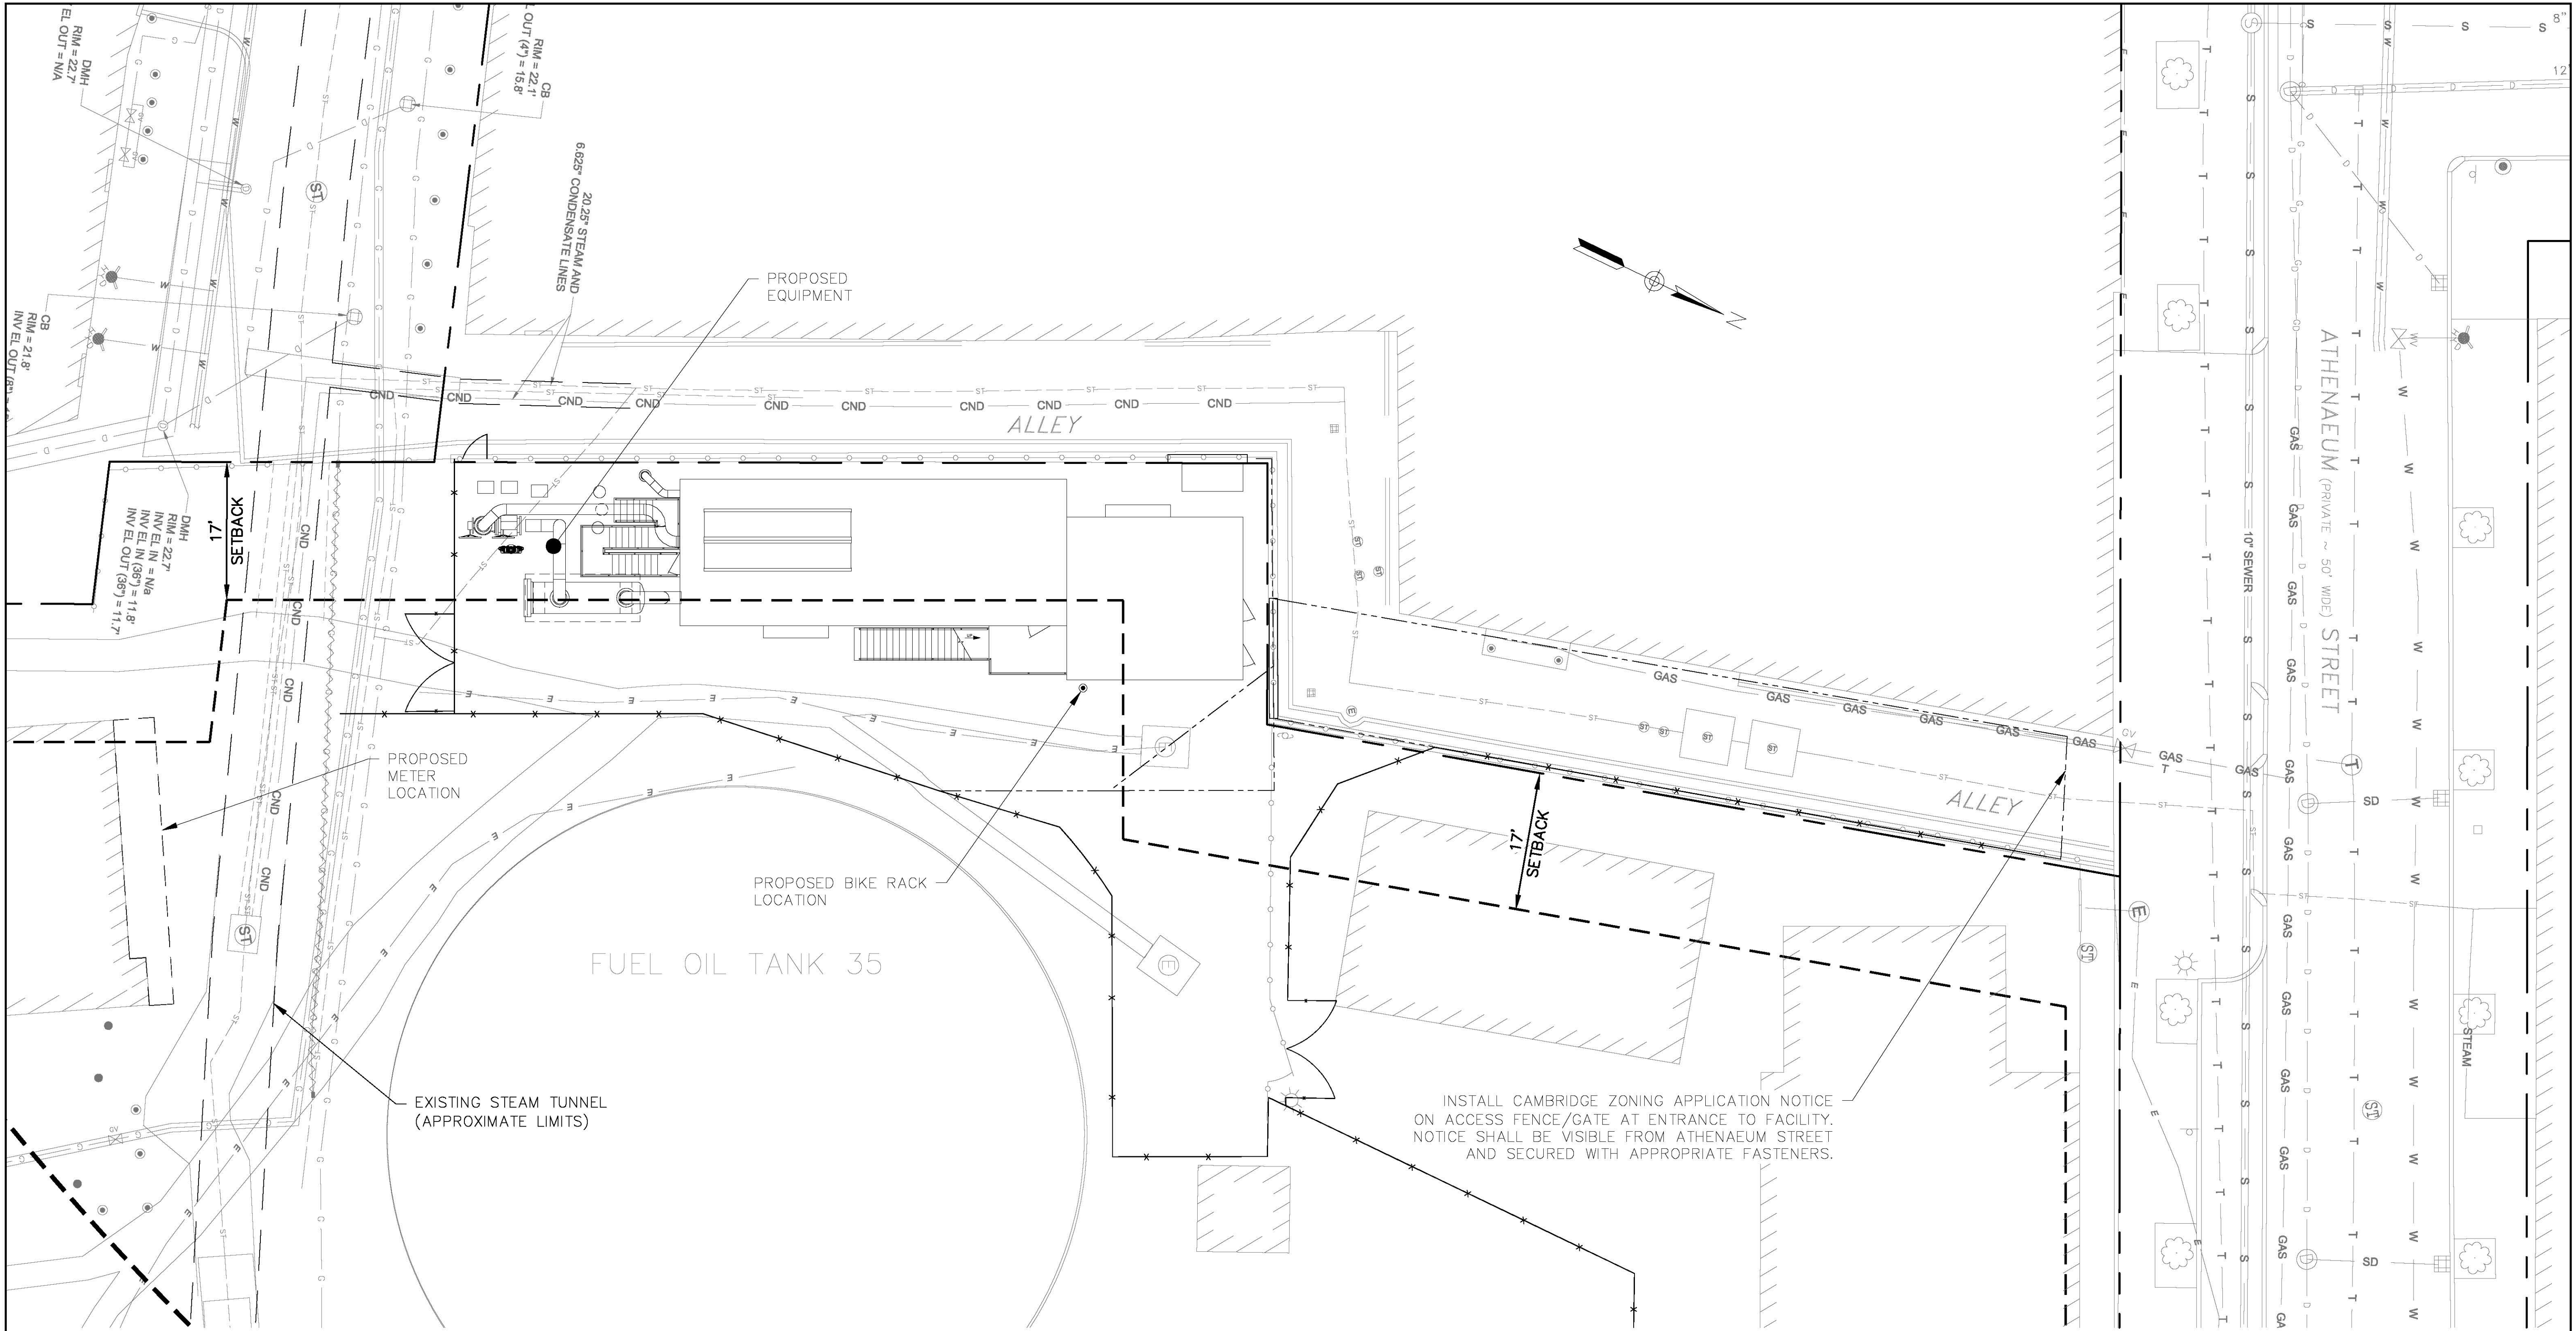 DMH
RIM = 22.7'
EL OUT = N/A
CB
RIM = 22.1'
L OUT (4") = 15.8'
20.25" STEAM AND
6.625" CONDENSATE LINES
PROPOSED
EQUIPMENT
N
8"
12"
CB
RIM = 21.8'
ALLEY
17'
SETBACK
DMH
RIM = 22.7'
INV EL IN = N/a
INV EL IN (36") = 11.8'
INV EL OUT (36") = 11.7'
10" SEWER
ATHENAEUM (PRIVATE ~ 50' WIDE) STREET
PROPOSED
METER
LOCATION
PROPOSED BIKE RACK
LOCATION
17'
SETBACK
ALLEY
FUEL OIL TANK 35
EXISTING STEAM TUNNEL
(APPROXIMATE LIMITS)
INSTALL CAMBRIDGE ZONING APPLICATION NOTICE
ON ACCESS FENCE/GATE AT ENTRANCE TO FACILITY.
NOTICE SHALL BE VISIBLE FROM ATHENAEUM STREET
AND SECURED WITH APPROPRIATE FASTENERS.
STEAM
CND
GAS
SD
SD
GV
ST